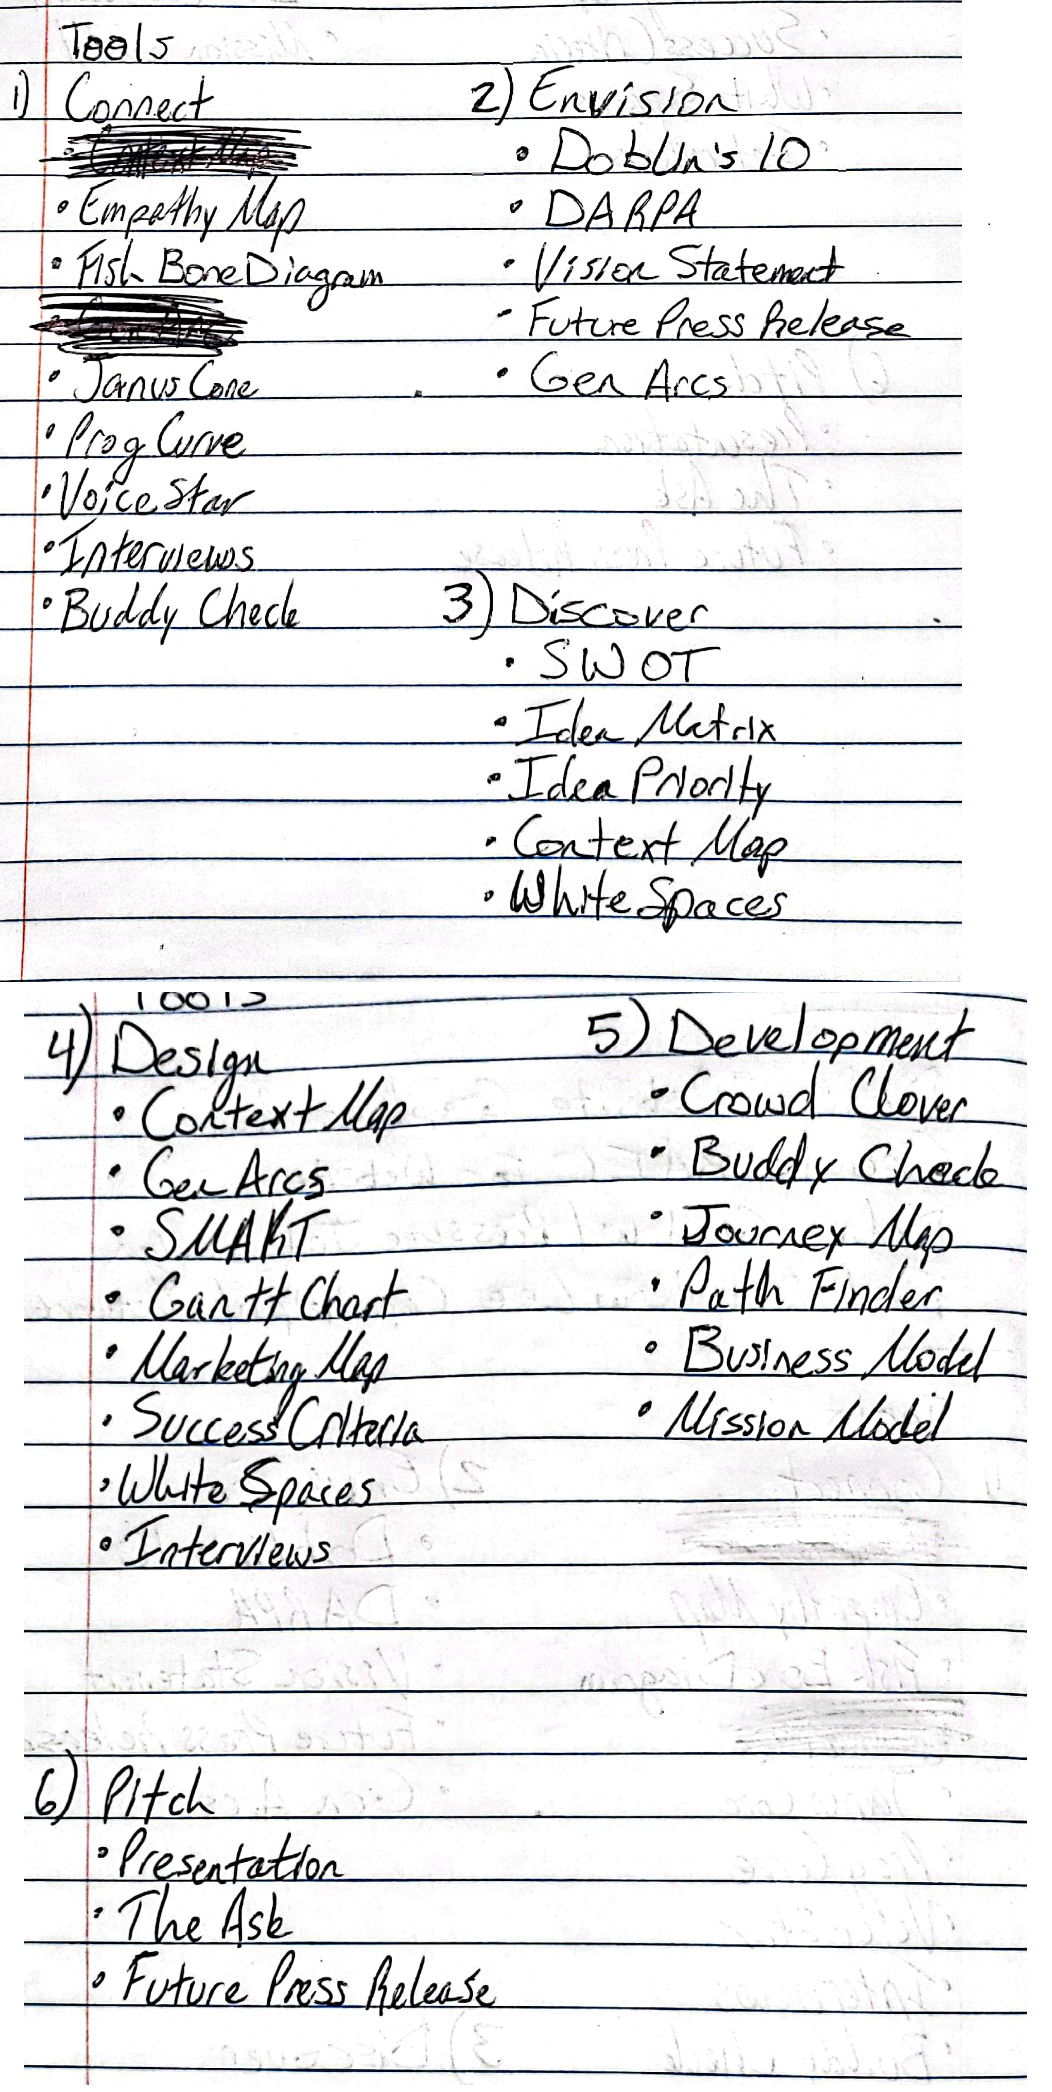 Tools
1) Connect
• Empathy Map
• Fish Bone Diagram
• Janus Cone
• Prog Curve
• Voice Star
• Interviews
• Buddy Check
2) Envision
• Doblin's 10
• DARPA
• Vision Statement
• Future Press Release
• Gen Arcs
3) Discover
• SWOT
• Idea Matrix
• Idea Priority
• Context Map
• White Spaces
Tools
4) Design
• Context Map
• Gen Arcs
• SMART
• Gantt Chart
• Marketing Map
• Success Criteria
• White Spaces
• Interviews
5) Development
• Crowd Clover
• Buddy Check
• Journey Map
• Path Finder
• Business Model
• Mission Model
6) Pitch
• Presentation
• The Ask
• Future Press Release